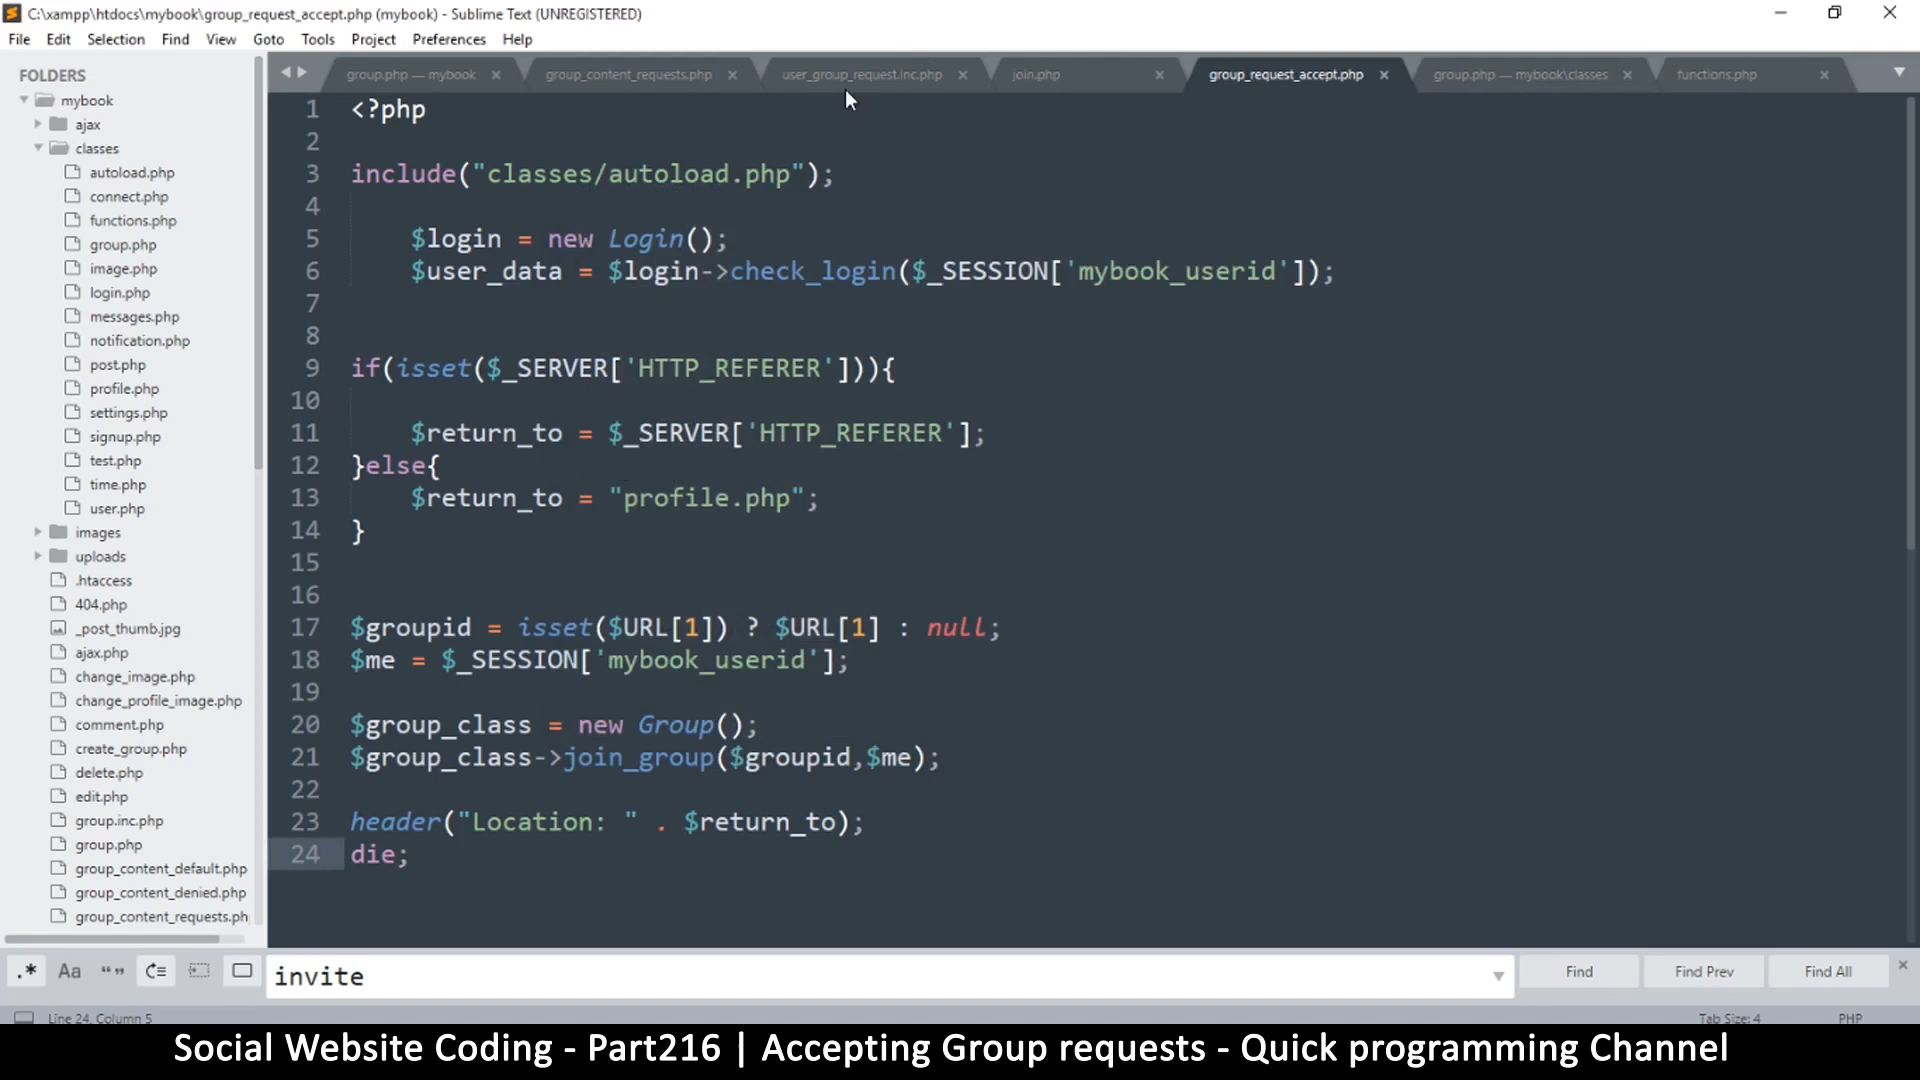 C:\xampp\htdocs\mybook\group_request_accept.php (mybook) - Sublime Text (UNREGISTERED)
File Edit Selection Find View Goto Tools Project Preferences Help
FOLDERS
mybook
ajax
classes
autoload.php
connect.php
functions.php
group.php
image.php
login.php
messages.php
notification.php
post.php
profile.php
settings.php
signup.php
test.php
time.php
user.php
images
uploads
.htaccess
404.php
_post_thumb.jpg
ajax.php
change_image.php
change_profile_image.php
comment.php
create_group.php
delete.php
edit.php
group.inc.php
group.php
group_content_default.php
group_content_denied.php
group_content_requests.ph
group.php — mybook × group_content_requests.php × user_group_request.inc.php × join.php × group_request_accept.php × group.php — mybook\classes × functions.php ×
1 <?php
2
3 include("classes/autoload.php");
4
5 $login = new Login();
6 $user_data = $login->check_login($_SESSION['mybook_userid']);
7
8
9 if(isset($_SERVER['HTTP_REFERER'])){
10
11 $return_to = $_SERVER['HTTP_REFERER'];
12 }else{
13 $return_to = "profile.php";
14 }
15
16
17 $groupid = isset($URL[1]) ? $URL[1] : null;
18 $me = $_SESSION['mybook_userid'];
19
20 $group_class = new Group();
21 $group_class->join_group($groupid,$me);
22
23 header("Location: " . $return_to);
24 die;
.* Aa “” invite Find Find Prev Find All ×
Line 24, Column 5 Tab Size: 4 PHP
Social Website Coding - Part216 | Accepting Group requests - Quick programming Channel